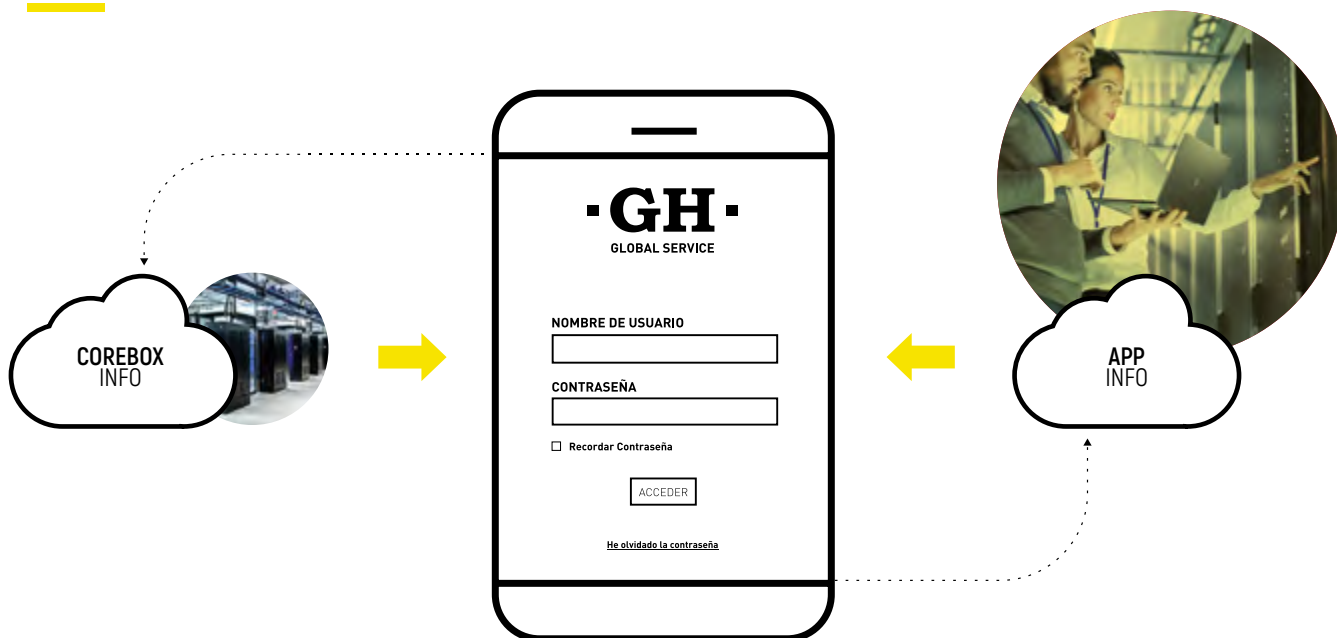 ·GH·
GLOBAL SERVICE
COREBOX
INFO
NOMBRE DE USUARIO
CONTRASEÑA
Recordar Contraseña
ACCEDER
He olvidado la contraseña
APP
INFO